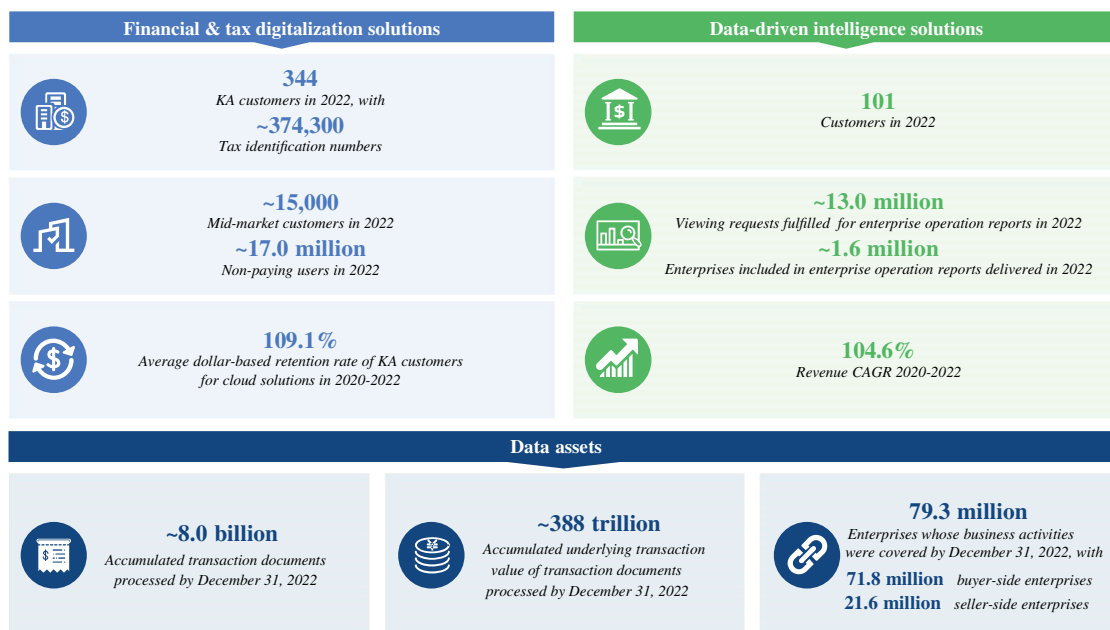 Financial & tax digitalization solutions
344
KA customers in 2022, with
~374,300
Tax identification numbers
~15,000
Mid-market customers in 2022
~17.0 million
Non-paying users in 2022
109.1%
Average dollar-based retention rate of KA customers
for cloud solutions in 2020-2022
Data-driven intelligence solutions
101
Customers in 2022
~13.0 million
Viewing requests fulfilled for enterprise operation reports in 2022
~1.6 million
Enterprises included in enterprise operation reports delivered in 2022
104.6%
Revenue CAGR 2020-2022
Data assets
~8.0 billion
Accumulated transaction documents
processed by December 31, 2022
~388 trillion
Accumulated underlying transaction
value of transaction documents
processed by December 31, 2022
79.3 million
Enterprises whose business activities
were covered by December 31, 2022, with
71.8 million buyer-side enterprises
21.6 million seller-side enterprises